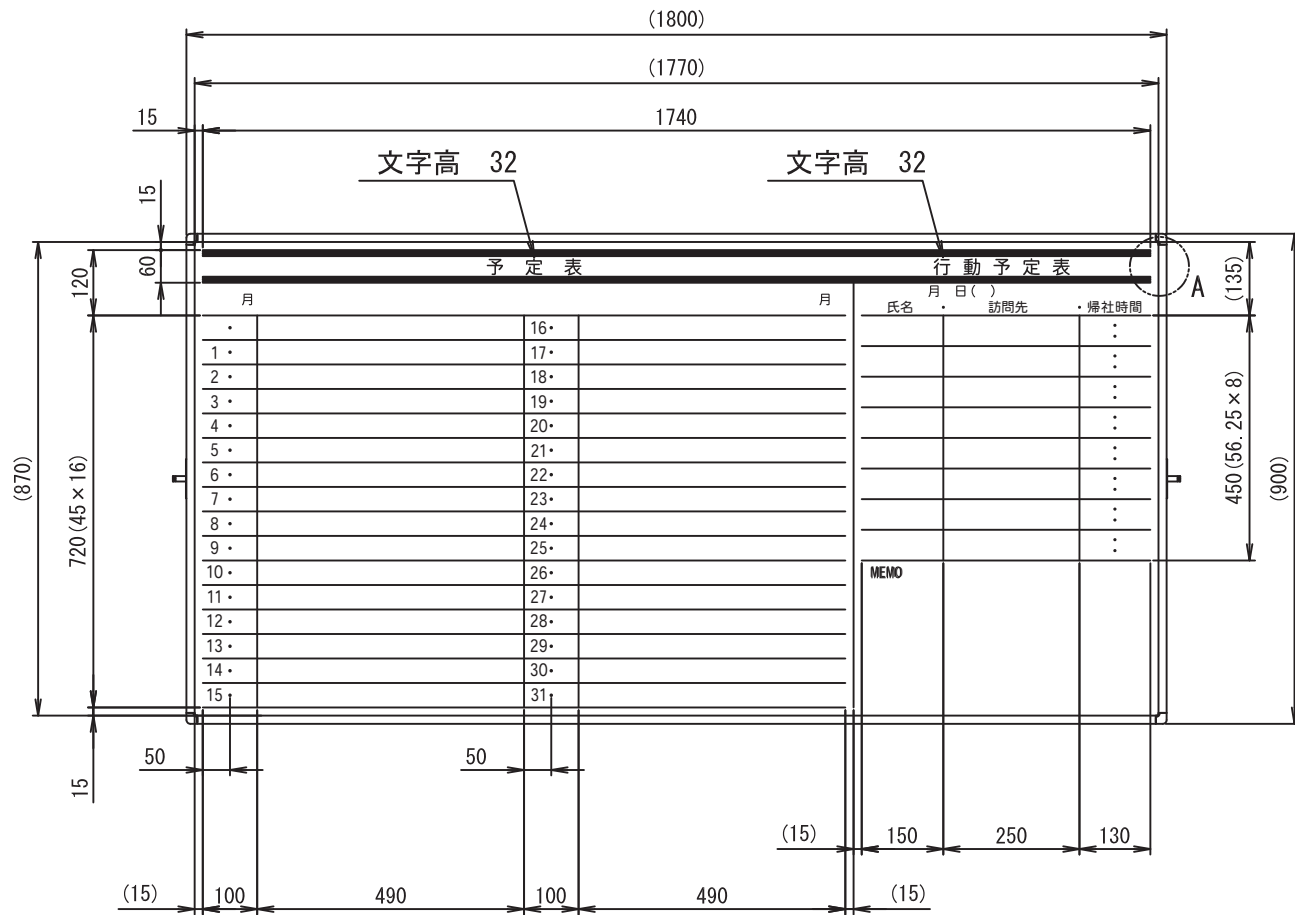 (1800)
(1770)
15 1740
文字高 32 文字高 32
15
60
120
予定表 行動予定表
A
(135)
月 月 月 日( )
氏名 ・ 訪問先 ・帰社時間
・ 16・ :
1・ 17・ :
2・ 18・ :
3・ 19・ :
4・ 20・ :
5・ 21・ :
6・ 22・ :
7・ 23・ :
8・ 24・
9・ 25・
10・ 26・
11・ 27・
12・ 28・
13・ 29・
14・ 30・
15・ 31・
MEMO
(870)
720(45×16)
450(56.25×8)
(900)
15
50 50
(15) 150 250 130
(15) 100 490 100 490 (15)